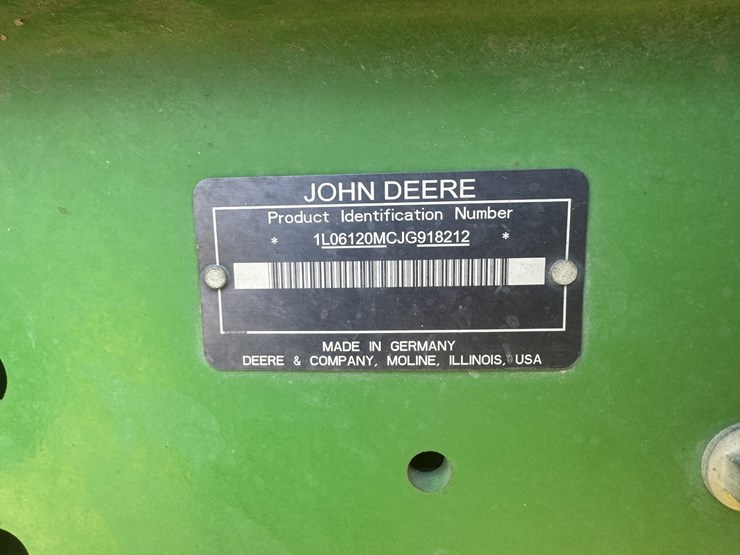 JOHN DEERE
Product Identification Number
* 1L06120MCJG918212 *
MADE IN GERMANY
DEERE & COMPANY, MOLINE, ILLINOIS, USA